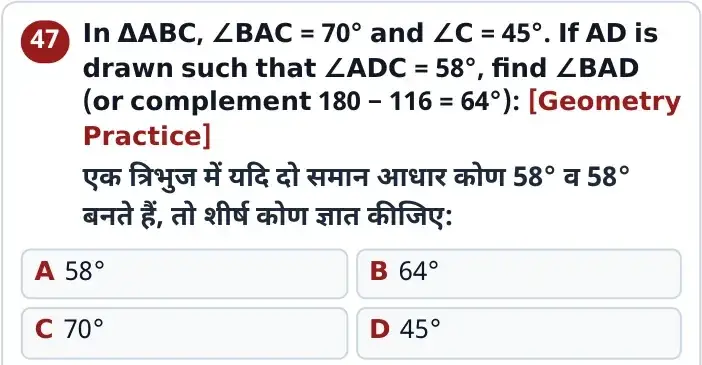 47 In ΔABC, ∠BAC = 70° and ∠C = 45°. If AD is
drawn such that ∠ADC = 58°, find ∠BAD
(or complement 180 − 116 = 64°): [Geometry
Practice]
एक त्रिभुज में यदि दो समान आधार कोण 58° व 58°
बनते हैं, तो शीर्ष कोण ज्ञात कीजिए:
A 58°
B 64°
C 70°
D 45°